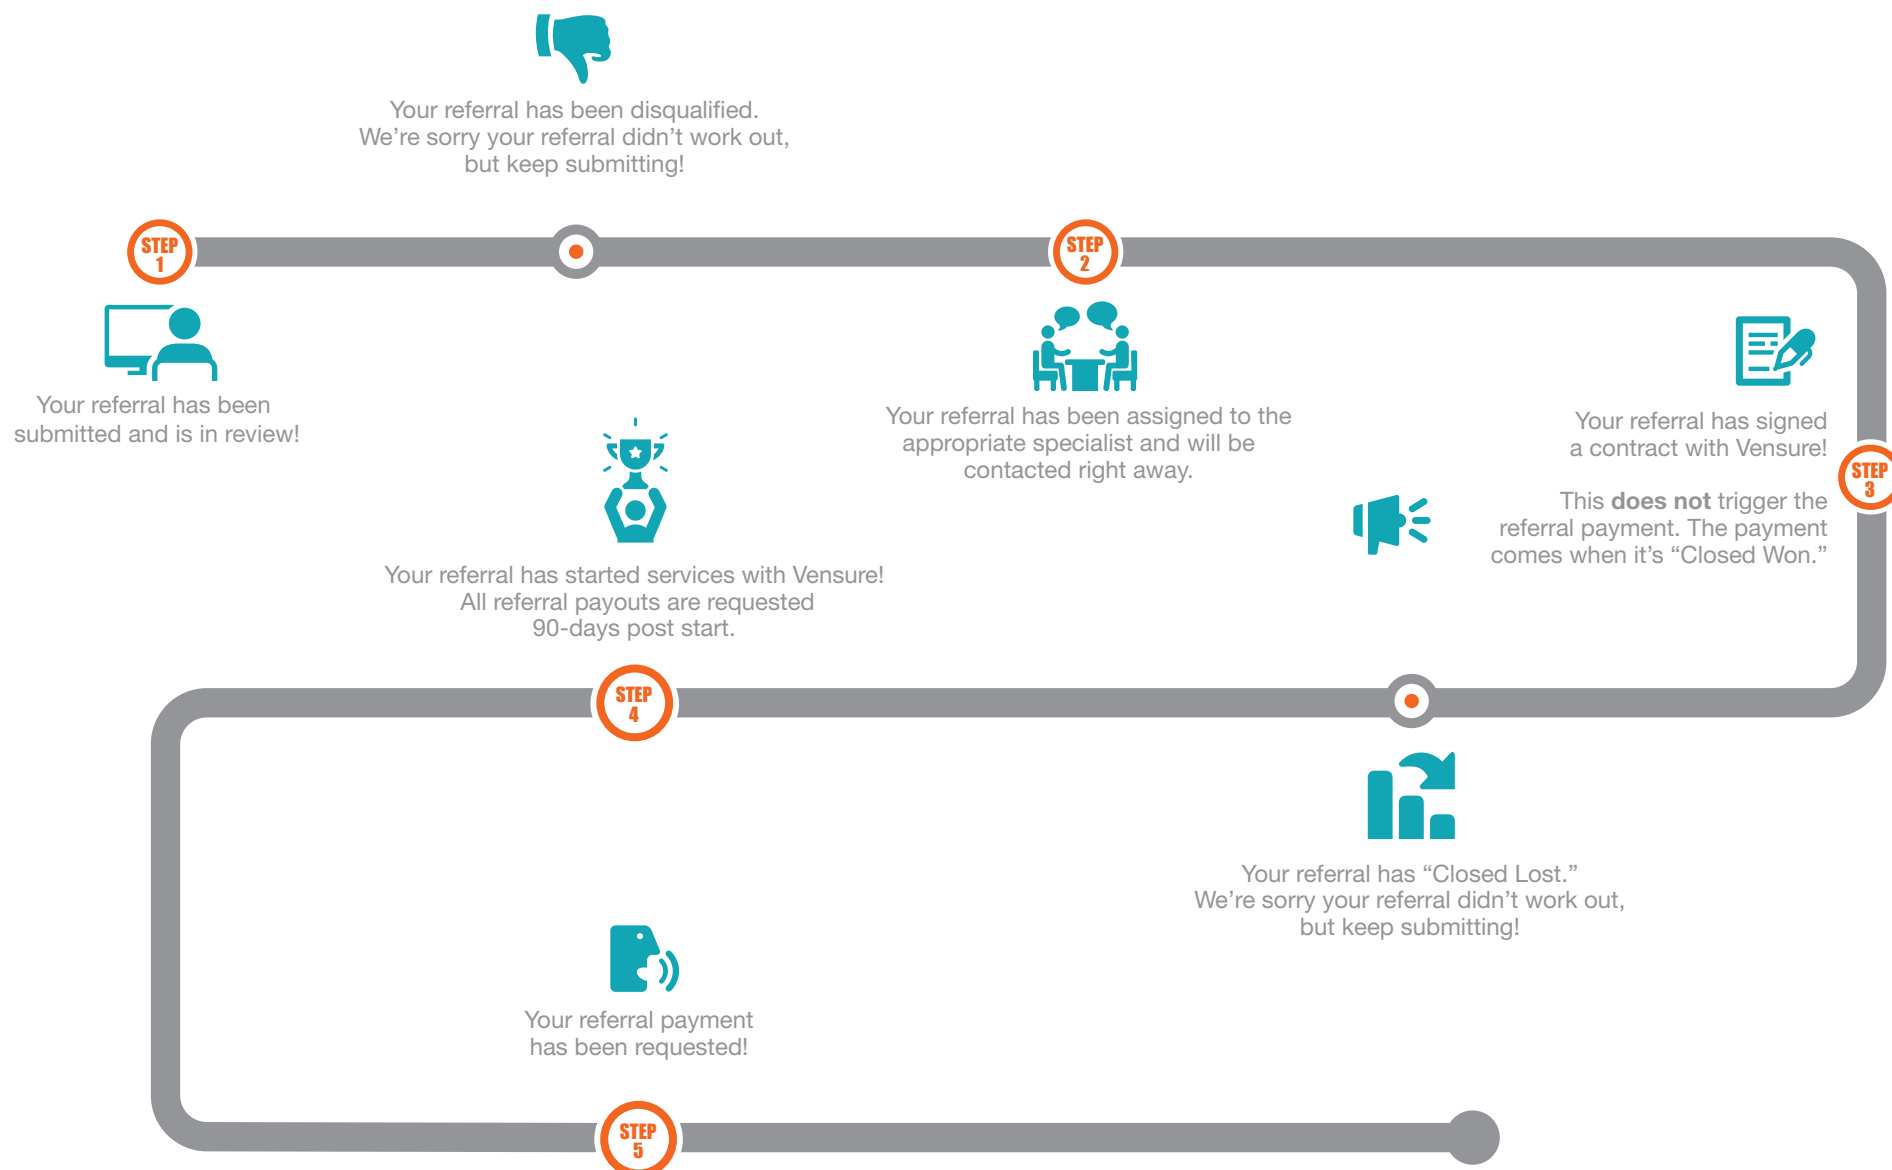 Your referral has been disqualified.
We're sorry your referral didn't work out,
but keep submitting!
STEP
1
Your referral has been
submitted and is in review!
STEP
2
Your referral has been assigned to the
appropriate specialist and will be
contacted right away.
Your referral has signed
a contract with Vensure!
This does not trigger the
referral payment. The payment
comes when it's “Closed Won.”
STEP
3
Your referral has “Closed Lost.”
We're sorry your referral didn't work out,
but keep submitting!
Your referral has started services with Vensure!
All referral payouts are requested
90-days post start.
STEP
4
Your referral payment
has been requested!
STEP
5